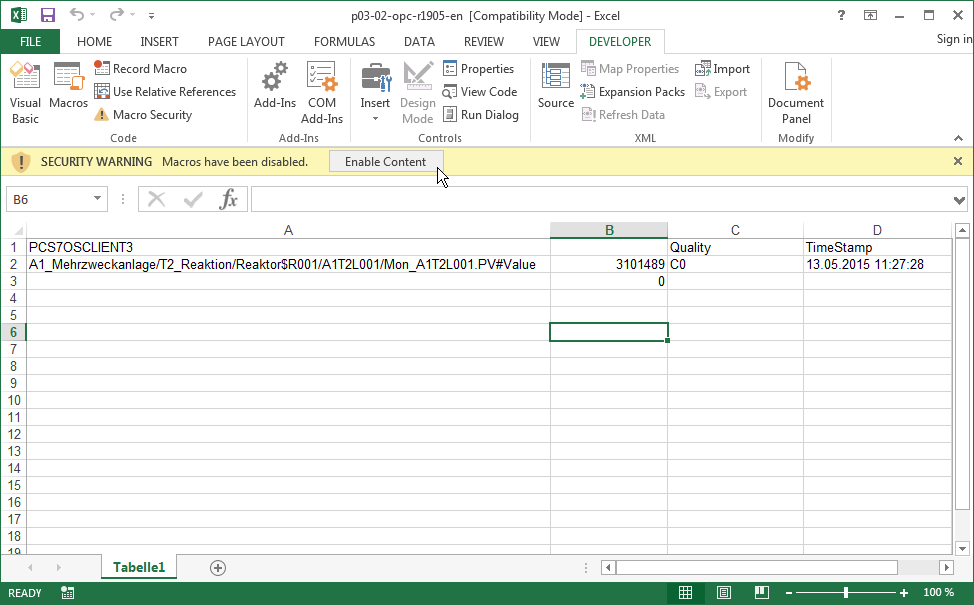 p03-02-opc-r1905-en [Compatibility Mode] - Excel
?
FILE HOME INSERT PAGE LAYOUT FORMULAS DATA REVIEW VIEW DEVELOPER Sign in
Visual Basic
Macros
Record Macro
Use Relative References
Macro Security
Code
Add-Ins
COM Add-Ins
Add-Ins
Insert
Design Mode
Properties
View Code
Run Dialog
Controls
Source
Map Properties
Expansion Packs
Refresh Data
Import
Export
XML
Document Panel
Modify
SECURITY WARNING Macros have been disabled. Enable Content
B6 fx
A B C D
1 PCS7OSCLIENT3 Quality TimeStamp
2 A1_Mehrzweckanlage/T2_Reaktion/Reaktor$R001/A1T2L001/Mon_A1T2L001.PV#Value 3101489 C0 13.05.2015 11:27:28
3 0
4
5
6
7
8
9
10
11
12
13
14
15
16
17
18
19
Tabelle1
READY 100 %